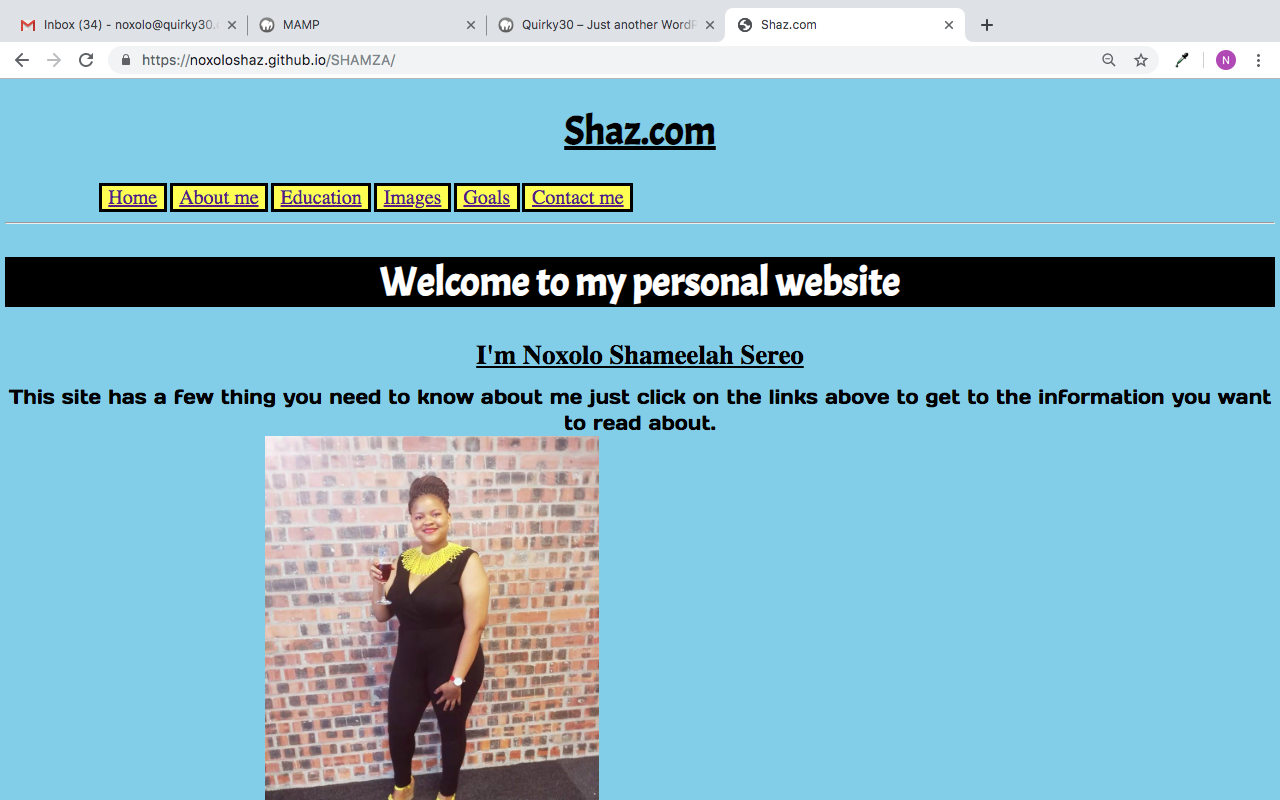 Inbox (34) - noxolo@quirky30.c
MAMP
Quirky30 – Just another WordP
Shaz.com
https://noxoloshaz.github.io/SHAMZA/
N
Shaz.com
Home About me Education Images Goals Contact me
Welcome to my personal website
I'm Noxolo Shameelah Sereo
This site has a few thing you need to know about me just click on the links above to get to the information you want
to read about.